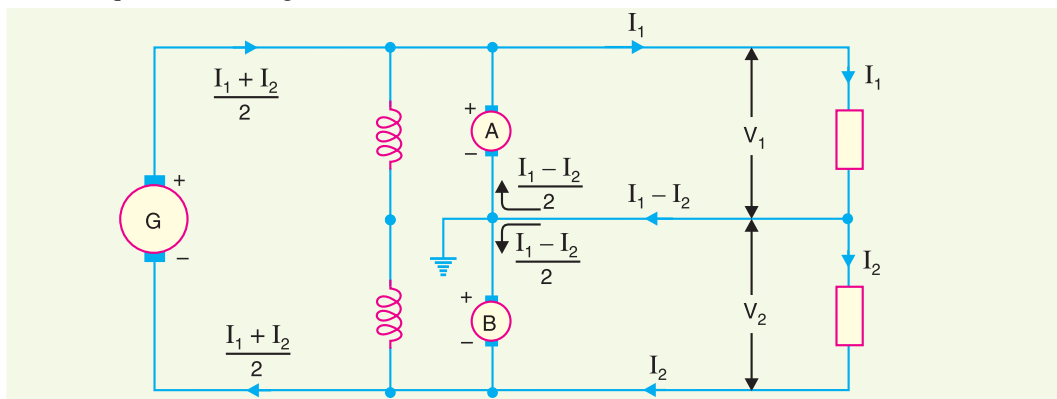 I₁
I₁ + I₂
2
I₁
+
A
V₁
–
I₁ – I₂
2
I₁ – I₂
+
G
–
I₁ – I₂
2
I₂
+
B
V₂
–
I₁ + I₂
2
I₂